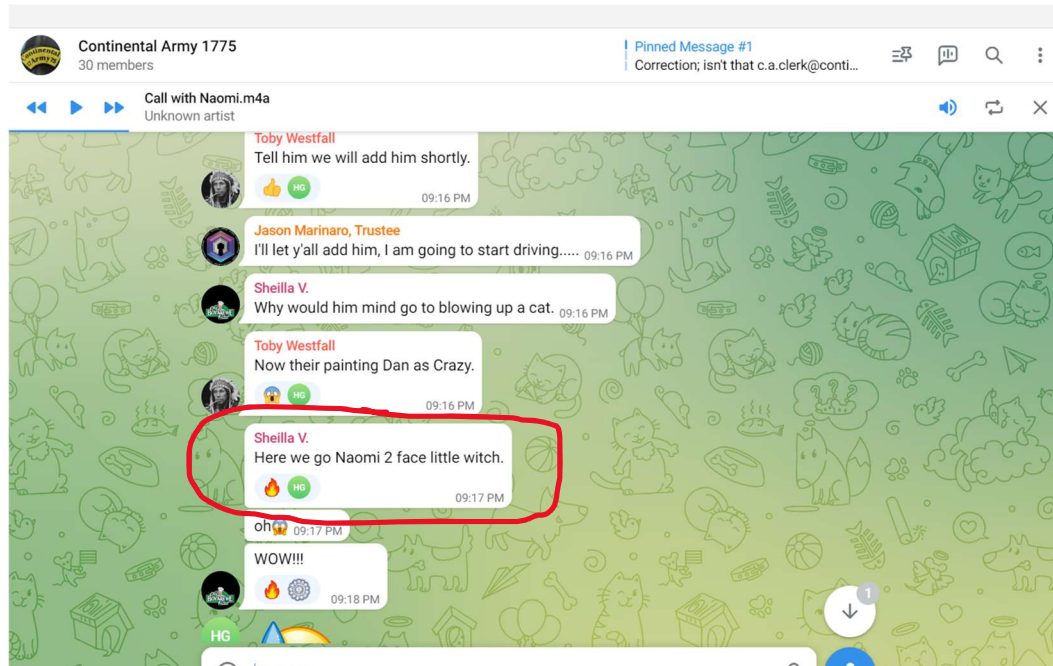 Continental Army 1775
30 members
Pinned Message #1
Correction; isn't that c.a.clerk@conti...
Call with Naomi.m4a
Unknown artist
Toby Westfall
Tell him we will add him shortly.
HG
09:16 PM
Jason Marinaro, Trustee
I'll let y'all add him, I am going to start driving..... 09:16 PM
Sheilla V.
Why would him mind go to blowing up a cat. 09:16 PM
Toby Westfall
Now their painting Dan as Crazy.
HG
09:16 PM
Sheilla V.
Here we go Naomi 2 face little witch.
HG
09:17 PM
oh😱 09:17 PM
WOW!!!
09:18 PM
1
HG